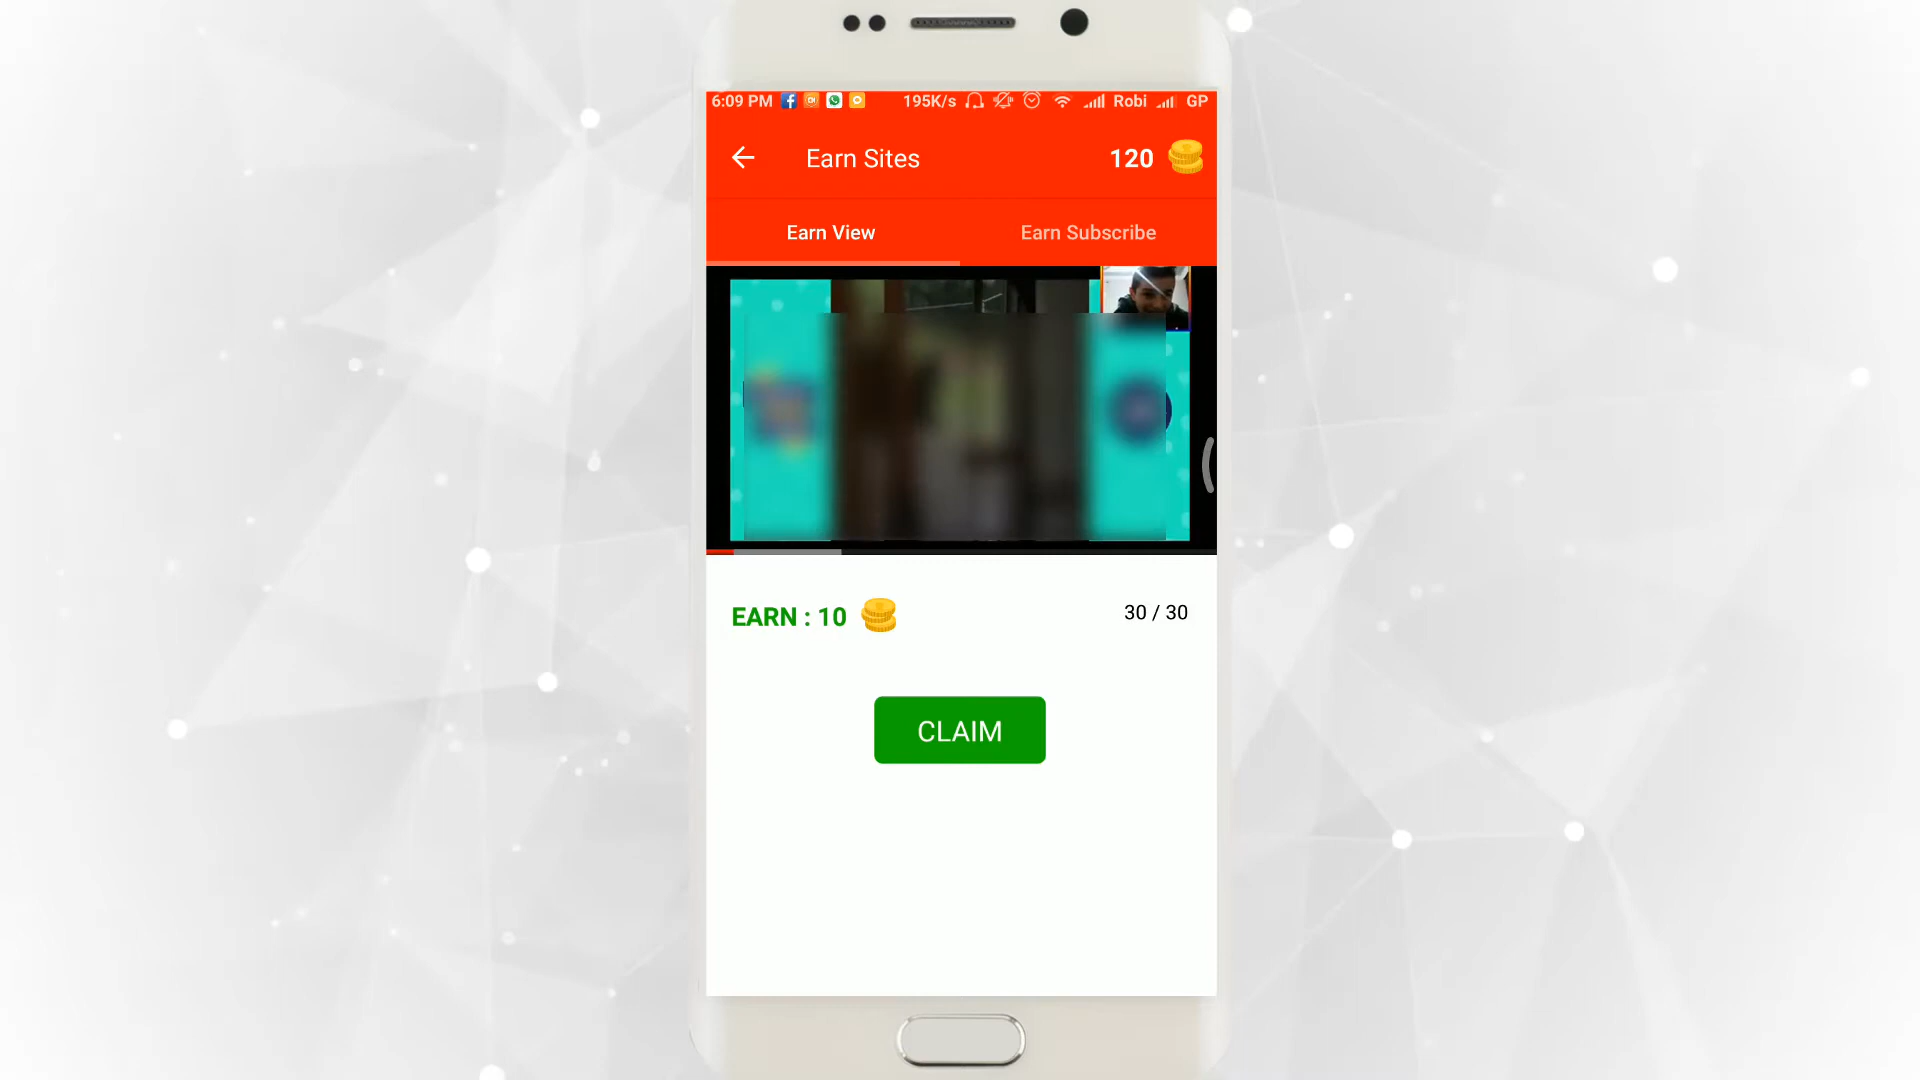 6:09 PM 195K/s Robi GP
Earn Sites 120
Earn View Earn Subscribe
EARN : 10 30 / 30
CLAIM